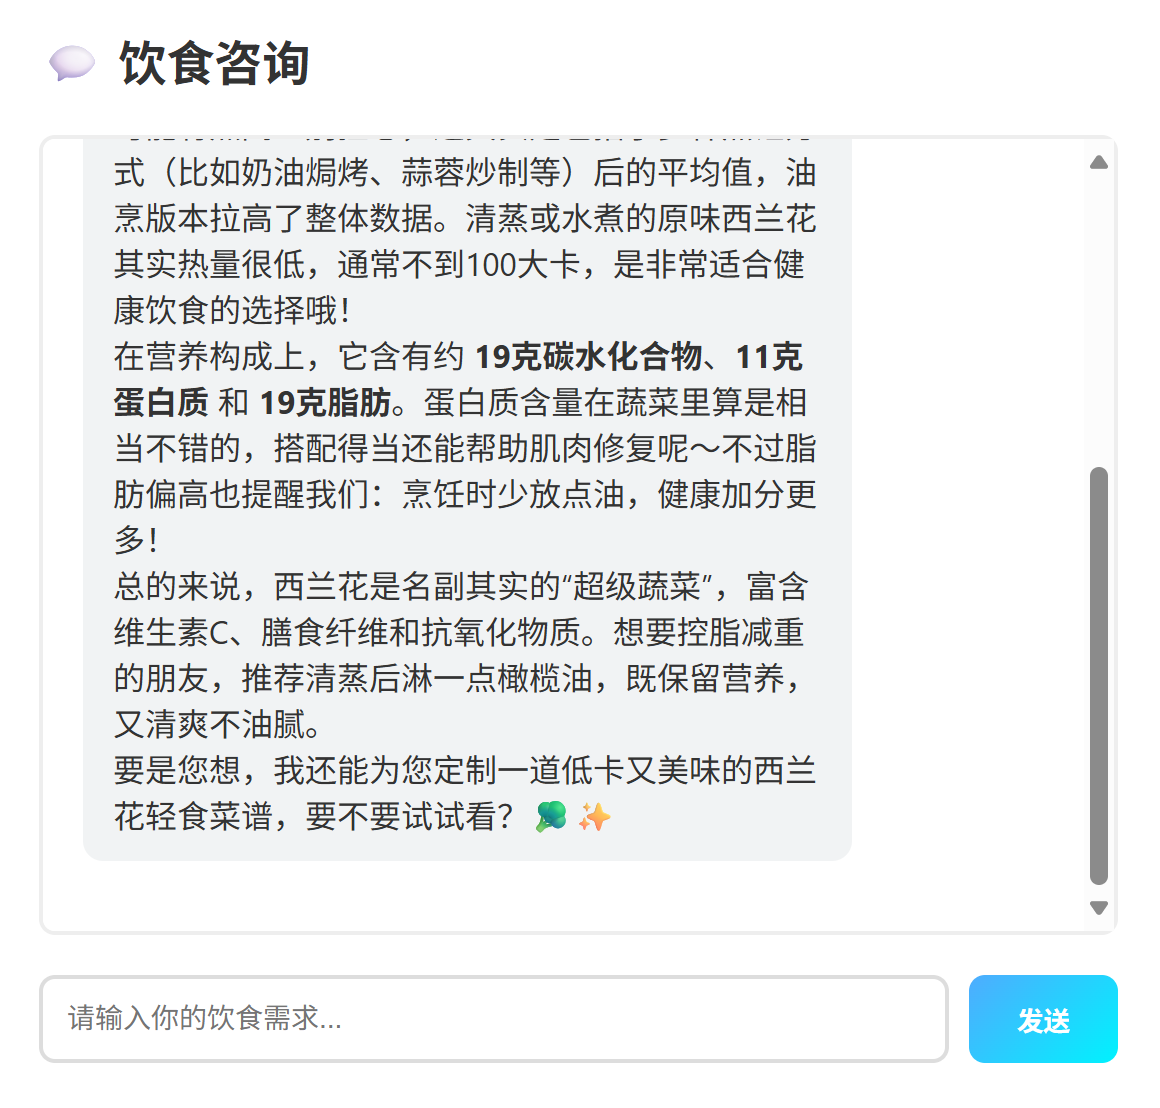 饮食咨询
式（比如奶油焗烤、蒜蓉炒制等）后的平均值，油
烹版本拉高了整体数据。清蒸或水煮的原味西兰花
其实热量很低，通常不到100大卡，是非常适合健
康饮食的选择哦！
在营养构成上，它含有约 19克碳水化合物、11克
蛋白质 和 19克脂肪。蛋白质含量在蔬菜里算是相
当不错的，搭配得当还能帮助肌肉修复呢～不过脂
肪偏高也提醒我们：烹饪时少放点油，健康加分更
多！
总的来说，西兰花是名副其实的“超级蔬菜”，富含
维生素C、膳食纤维和抗氧化物质。想要控脂减重
的朋友，推荐清蒸后淋一点橄榄油，既保留营养，
又清爽不油腻。
要是您想，我还能为您定制一道低卡又美味的西兰
花轻食菜谱，要不要试试看？ 🥦 ✨
请输入你的饮食需求...
发送